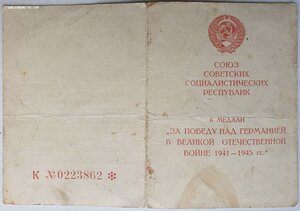 К №0223862 *
СОЮЗ
СОВЕТСКИХ
СОЦИАЛИСТИЧЕСКИХ
РЕСПУБЛИК
К МЕДАЛИ
„ЗА ПОБЕДУ НАД ГЕРМАНИЕЙ
В ВЕЛИКОЙ ОТЕЧЕСТВЕННОЙ
ВОЙНЕ 1941—1945 гг."